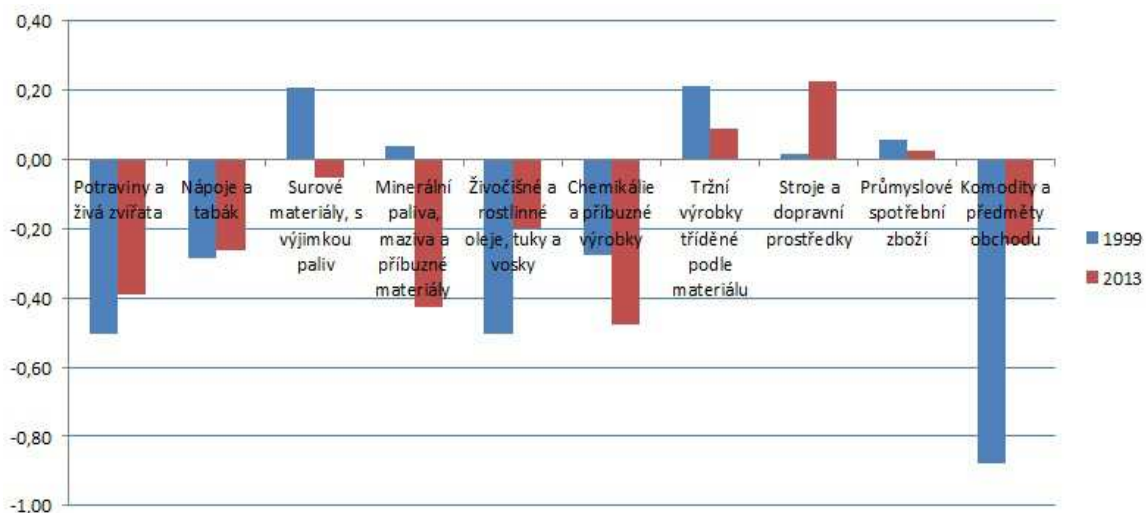 0,40
0,20
0,00
-0,20
-0,40
-0,60
-0,80
-1,00
Potraviny a
živá zvířata
Nápoje a
tabák
Surové
materiály, s
výjimkou
paliv
Minerální
paliva,
maziva a
příbuzné
materiály
Živočišné a
rostlinné
oleje, tuky a
vosky
Chemikálie
a příbuzné
výrobky
Tržní
výrobky
tříděné
podle
materiálu
Stroje a
dopravní
prostředky
Průmyslové
spotřební
zboží
Komodity a
předměty
obchodu
1999
2013